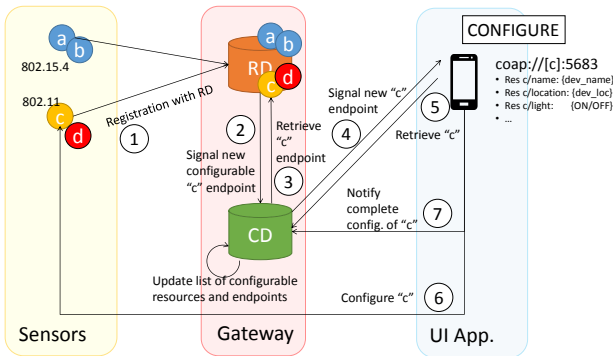 a
b
802.15.4
802.11
c
d
Registration with RD
1
Sensors
a
b
RD
d
c
2
Signal new
configurable
"c" endpoint
Retrieve
"c"
endpoint
3
CD
Update list of configurable
resources and endpoints
Gateway
CONFIGURE
coap://[c]:5683
• Res c/name: {dev_name}
• Res c/location: {dev_loc}
• Res c/light: {ON/OFF}
• ...
Signal new "c"
endpoint
4
5
Retrieve "c"
Notify
complete
config. of "c"
7
Configure "c"
6
UI App.